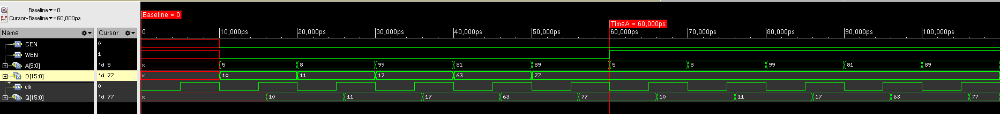 Baseline▼= 0
Cursor-Baseline▼= 60,000ps
Baseline = 0
TimeA = 60,000ps
Name Cursor 0 10,000ps 20,000ps 30,000ps 40,000ps 50,000ps 60,000ps 70,000ps 80,000ps 90,000ps 100,000ps
CEN 0
WEN 1
A[9:0] 'd 5 x 5 8 99 81 89 5 8 99 81 89
D[15:0] 'd 77 x 10 11 17 63 77
clk 0
Q[15:0] 'd 77 x 10 11 17 63 77 10 11 17 63 77